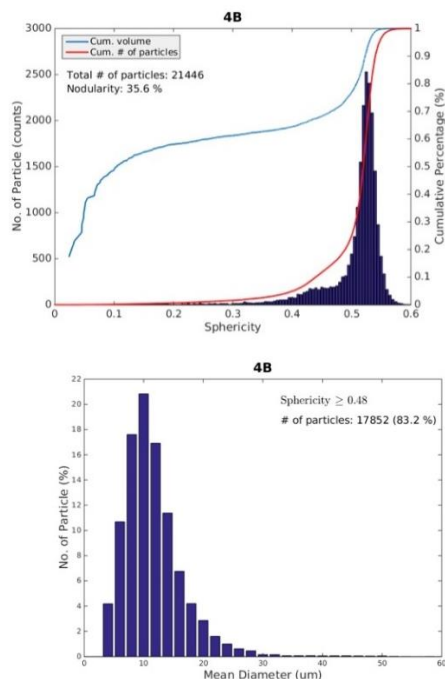 4B
Cum. volume
Cum. # of particles
Total # of particles: 21446
Nodularity: 35.6 %
No. of Particle (counts)
3000
2500
2000
1500
1000
500
0
Cumulative Percentage (%)
1
0.9
0.8
0.7
0.6
0.5
0.4
0.3
0.2
0.1
0
0 0.1 0.2 0.3 0.4 0.5 0.6
Sphericity
4B
Sphericity ≥ 0.48
# of particles: 17852 (83.2 %)
No. of Particle (%)
22
20
18
16
14
12
10
8
6
4
2
0
0 10 20 30 40 50 60
Mean Diameter (um)